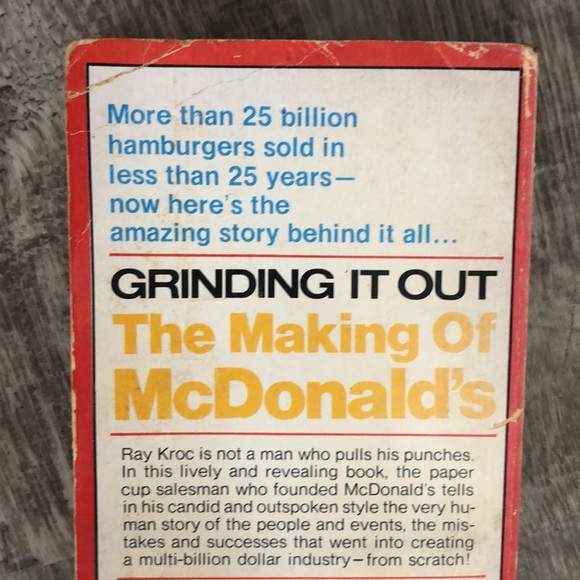 More than 25 billion
hamburgers sold in
less than 25 years—
now here's the
amazing story behind it all...
GRINDING IT OUT
The Making Of
McDonald's
Ray Kroc is not a man who pulls his punches.
In this lively and revealing book, the paper
cup salesman who founded McDonald's tells
in his candid and outspoken style the very hu-
man story of the people and events, the mis-
takes and successes that went into creating
a multi-billion dollar industry—from scratch!